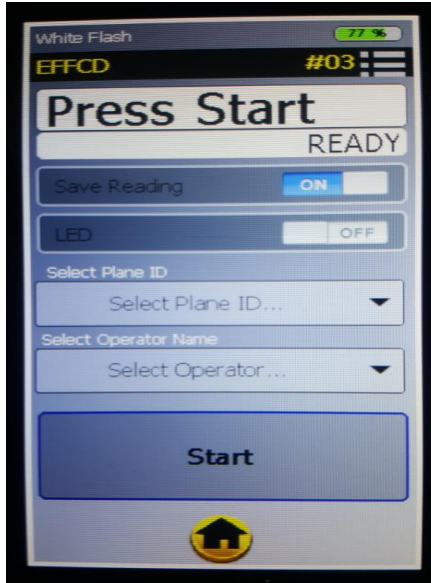 White Flash 77 %
EFFCD #03
Press Start
READY
Save Reading ON
LED OFF
Select Plane ID
Select Plane ID...
Select Operator Name
Select Operator...
Start